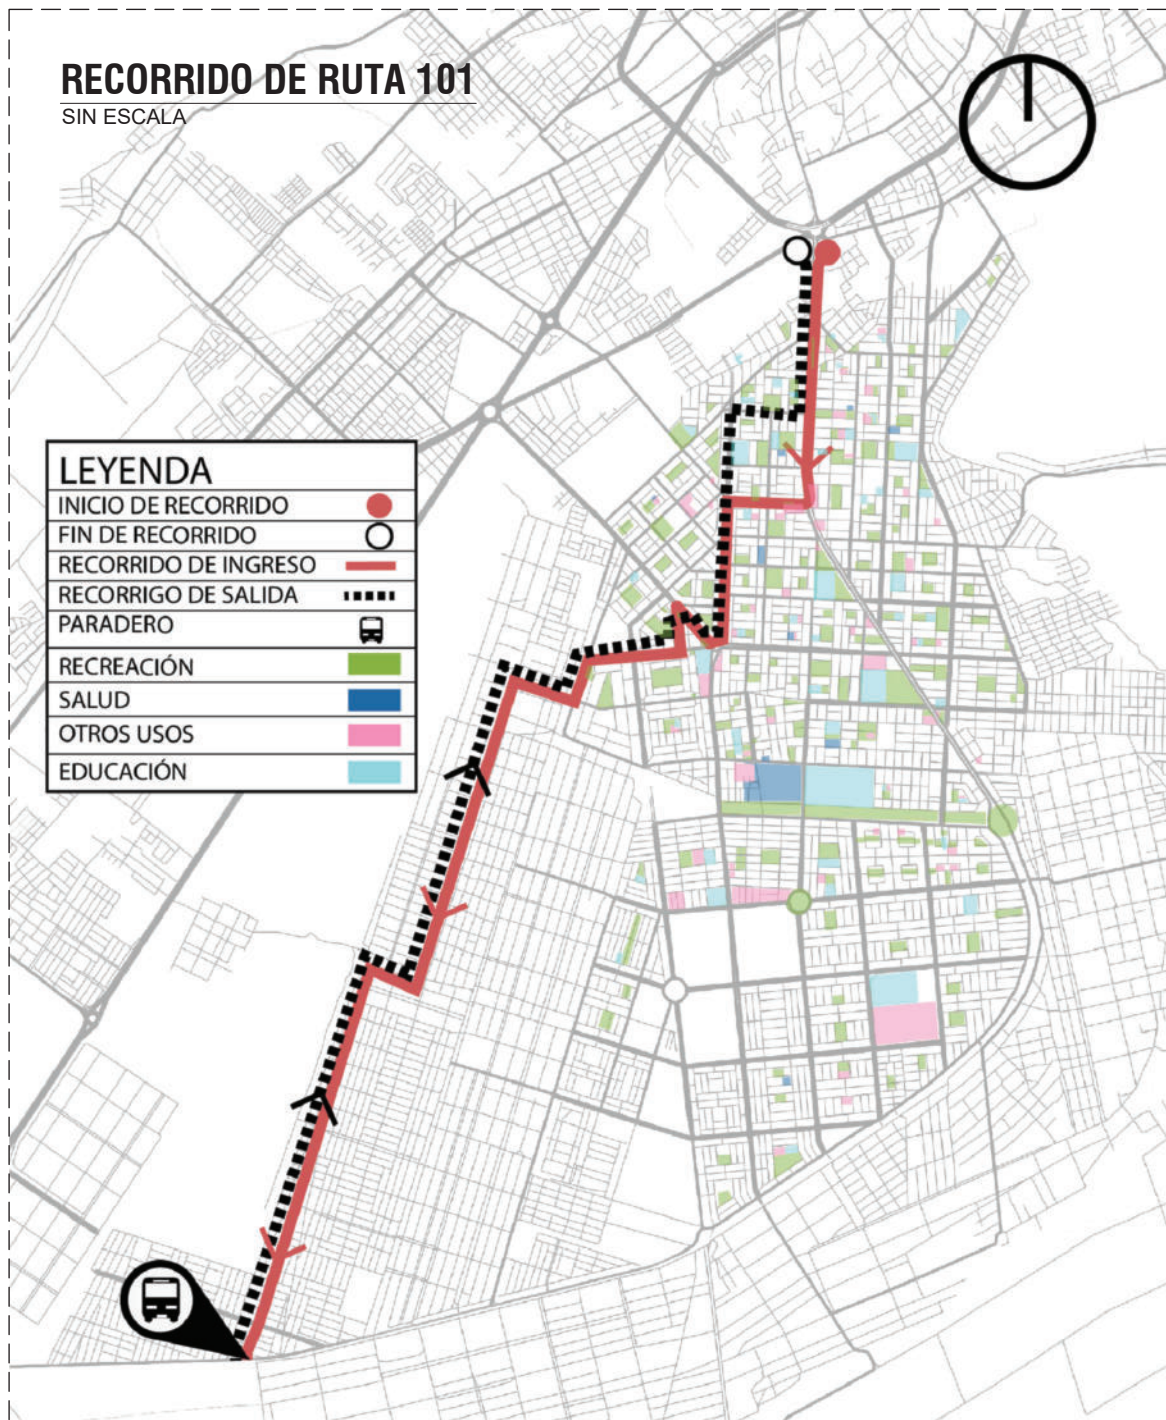 RECORRIDO DE RUTA 101
SIN ESCALA
LEYENDA
INICIO DE RECORRIDO
FIN DE RECORRIDO
RECORRIDO DE INGRESO
RECORRIGO DE SALIDA
PARADERO
RECREACIÓN
SALUD
OTROS USOS
EDUCACIÓN